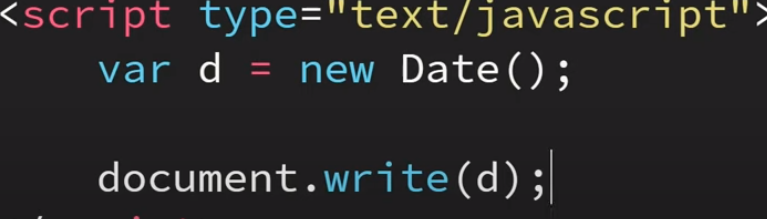 <script type="text/javascript">
var d = new Date();
document.write(d);